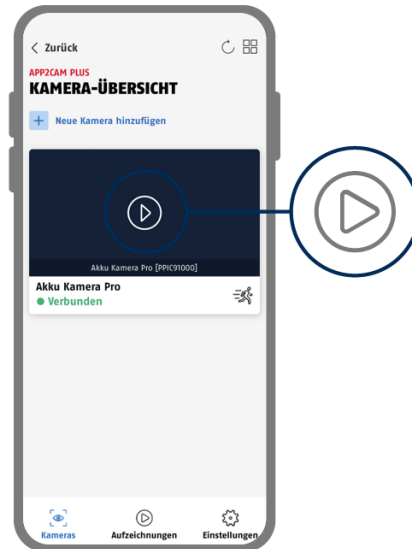 Zurück
APP2CAM PLUS
KAMERA-ÜBERSICHT
Neue Kamera hinzufügen
Akku Kamera Pro [PPIC91000]
Akku Kamera Pro
Verbunden
Kameras Aufzeichnungen Einstellungen